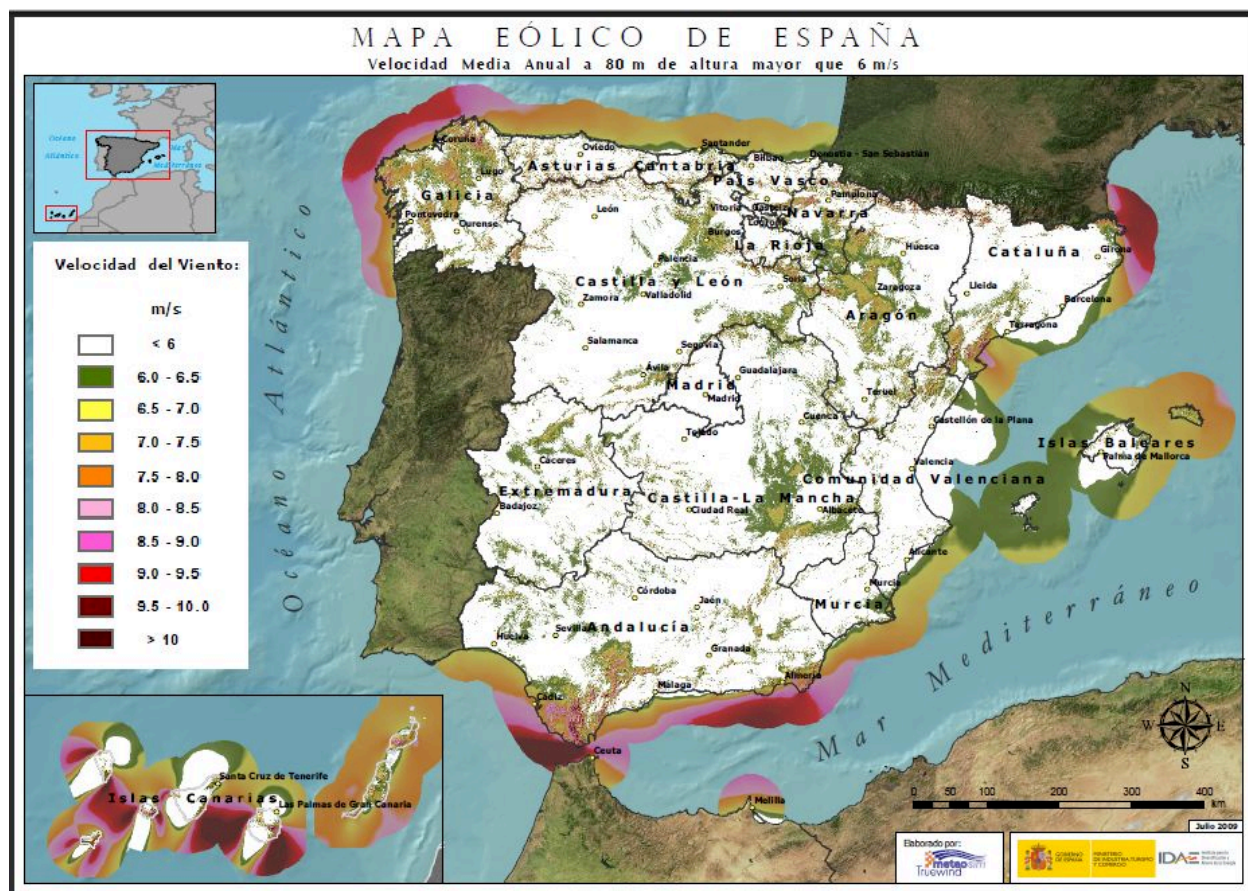 MAPA EÓLICO DE ESPAÑA
Velocidad Media Anual a 80 m de altura mayor que 6 m/s
Océano
Atlántico
Mar
Mediterráneo
Velocidad del Viento:
m/s
< 6
6.0 - 6.5
6.5 - 7.0
7.0 - 7.5
7.5 - 8.0
8.0 - 8.5
8.5 - 9.0
9.0 - 9.5
9.5 - 10.0
> 10
Océano Atlántico
A Coruña
Lugo
Galicia
Pontevedra
Ourense
Oviedo
Asturias
Santander
Cantabria
Bilbao
Donostia - San Sebastián
País Vasco
Vitoria
Pamplona
Navarra
Logroño
La Rioja
León
Burgos
Palencia
Castilla y León
Valladolid
Zamora
Soria
Salamanca
Segovia
Ávila
Huesca
Zaragoza
Aragón
Teruel
Cataluña
Girona
Lleida
Barcelona
Tarragona
Guadalajara
Madrid
Madrid
Cuenca
Toledo
Castellón de la Plana
Islas Baleares
Palma de Mallorca
Valencia
Comunidad Valenciana
Cáceres
Extremadura
Badajoz
Castilla-La Mancha
Ciudad Real
Albacete
Alicante
Murcia
Murcia
Córdoba
Jaén
Andalucía
Sevilla
Huelva
Granada
Almería
Málaga
Cádiz
Ceuta
Melilla
Mar Mediterráneo
Santa Cruz de Tenerife
Islas Canarias
Las Palmas de Gran Canaria
N
W E
S
0 50 100 200 300 400
km
Julio 2009
Elaborado por:
meteosim
Truewind
GOBIERNO
DE ESPAÑA
MINISTERIO
DE INDUSTRIA, TURISMO
Y COMERCIO
IDAE